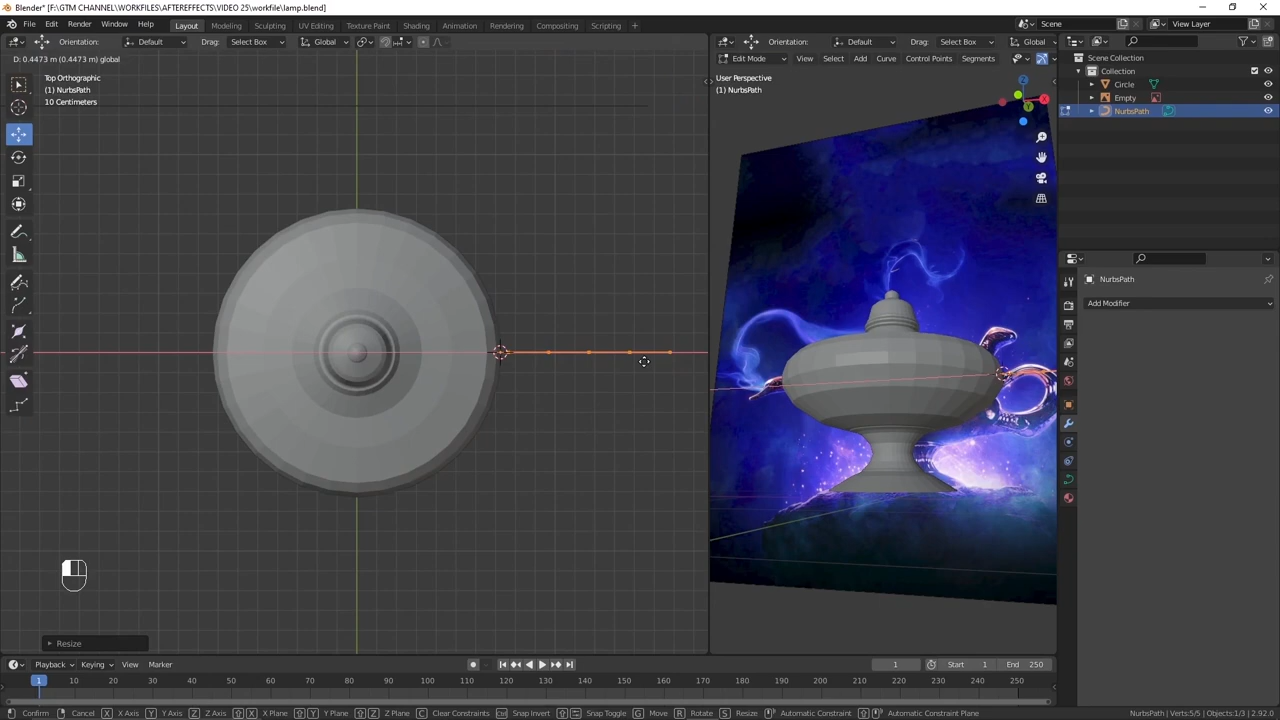 Blender* [F:\GTM CHANNEL\WORKFILES\AFTEREFFECTS\VIDEO 25\workfile\lamp.blend]
File Edit Render Window Help Layout Modeling Sculpting UV Editing Texture Paint Shading Animation Rendering Compositing Scripting + Scene View Layer
Orientation: Default Drag: Select Box Global
Orientation: Default Drag: Select Box Global
D: 0.4473 m (0.4473 m) global
Edit Mode View Select Add Curve Control Points Segments
Top Orthographic
(1) NurbsPath
10 Centimeters
User Perspective
(1) NurbsPath
Z
X
Y
Scene Collection
Collection
Circle
Empty
NurbsPath
NurbsPath
Add Modifier
Resize
Playback Keying View Marker 1 Start 1 End 250
1 10 20 30 40 50 60 70 80 90 100 110 120 130 140 150 160 170 180 190 200 210 220 230 240 250
Confirm Cancel X X Axis Y Y Axis Z Z Axis X X Plane Y Y Plane Z Z Plane C Clear Constraints Ctrl Snap Invert Snap Toggle G Move R Rotate S Resize Automatic Constraint Automatic Constraint Plane NurbsPath | Verts:5/5 | Objects:1/3 | 2.92.0